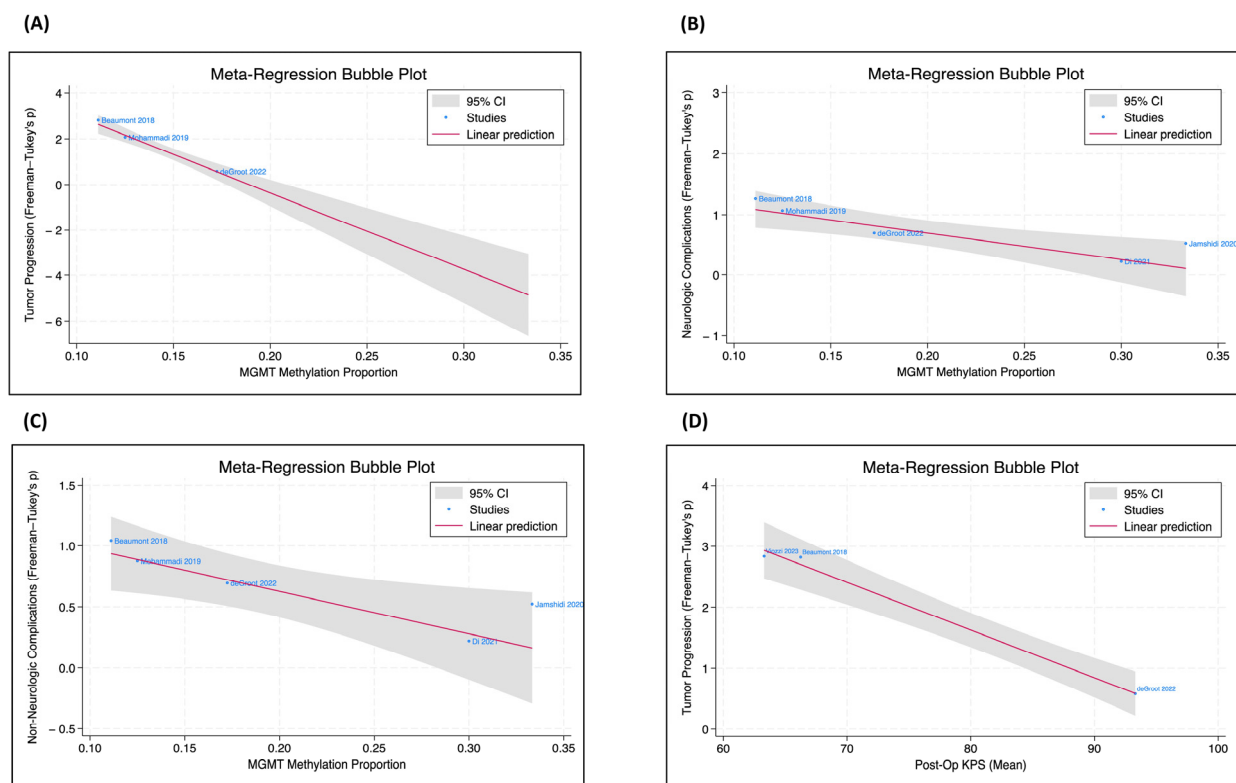 (A)
Meta-Regression Bubble Plot
Tumor Progression (Freeman–Tukey's p)
4
2
0
− 2
− 4
− 6
95% CI
Studies
Linear prediction
Beaumont 2018
Mohammadi 2019
deGroot 2022
0.10
0.15
0.20
0.25
0.30
0.35
MGMT Methylation Proportion
(B)
Meta-Regression Bubble Plot
Neurologic Complications (Freeman–Tukey's p)
3
2
1
0
− 1
95% CI
Studies
Linear prediction
Beaumont 2018
Mohammadi 2019
deGroot 2022
Di 2021
Jamshidi 2020
0.10
0.15
0.20
0.25
0.30
0.35
MGMT Methylation Proportion
(C)
Meta-Regression Bubble Plot
Non-Neurologic Complications (Freeman–Tukey's p)
1.5
1.0
0.5
0.0
− 0.5
95% CI
Studies
Linear prediction
Beaumont 2018
Mohammadi 2019
deGroot 2022
Di 2021
Jamshidi 2020
0.10
0.15
0.20
0.25
0.30
0.35
MGMT Methylation Proportion
(D)
Meta-Regression Bubble Plot
Tumor Progression (Freeman–Tukey's p)
4
3
2
1
0
95% CI
Studies
Linear prediction
2023
Beaumont 2018
deGroot 2022
60
70
80
90
100
Post-Op KPS (Mean)